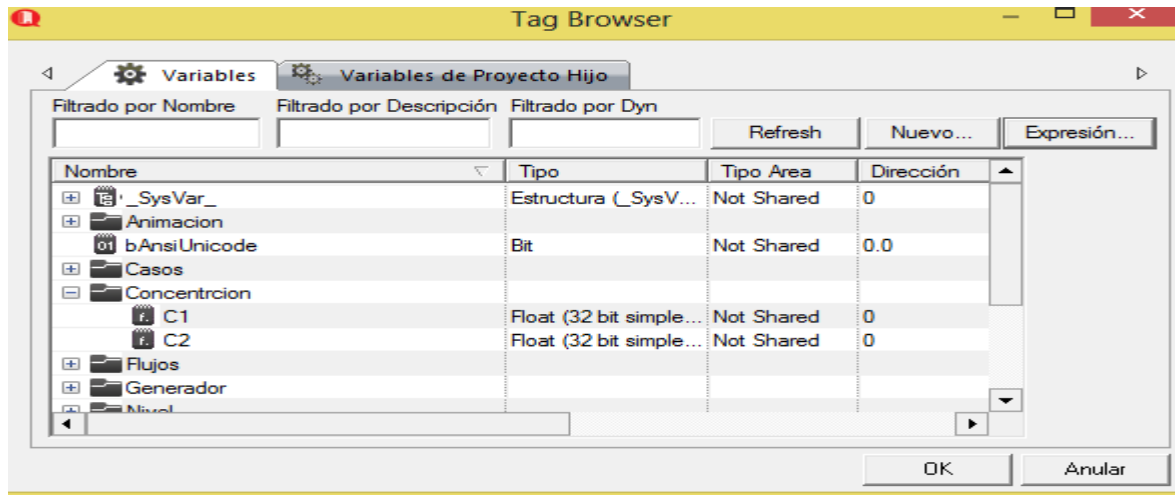 Tag Browser
Variables Variables de Proyecto Hijo
Filtrado por Nombre Filtrado por Descripción Filtrado por Dyn
Refresh Nuevo... Expresión...
Nombre Tipo Tipo Area Dirección
_SysVar_ Estructura (_SysV... Not Shared 0
Animacion
bAnsiUnicode Bit Not Shared 0.0
Casos
Concentrcion
C1 Float (32 bit simple... Not Shared 0
C2 Float (32 bit simple... Not Shared 0
Flujos
Generador
Nivel
OK Anular